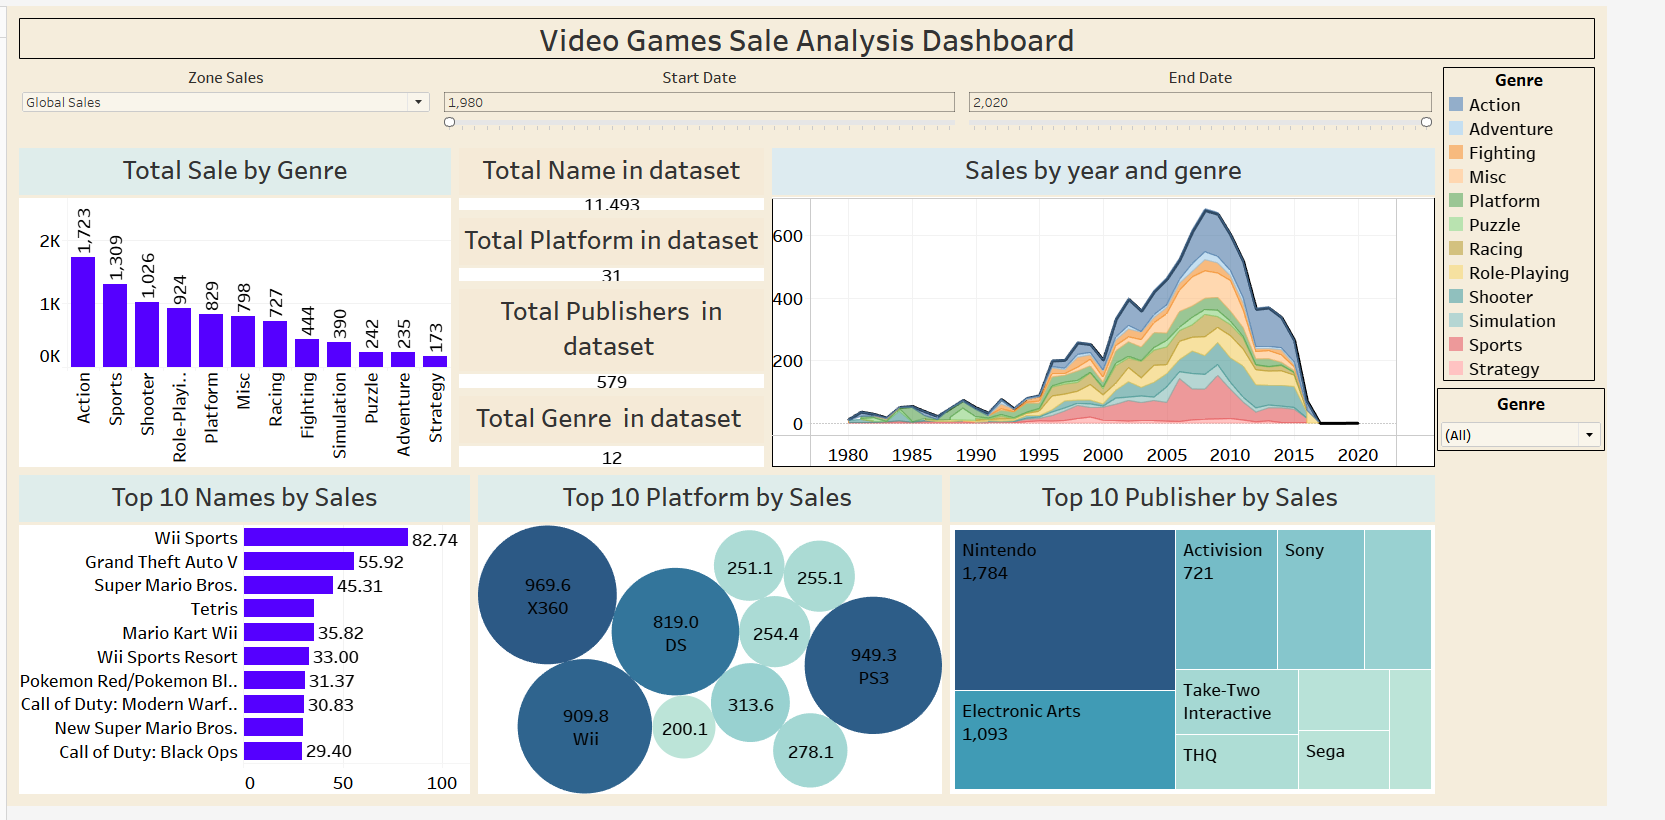 Video Games Sale Analysis Dashboard
Zone Sales
Global Sales
Start Date
1,980
End Date
2,020
Genre
Action
Adventure
Fighting
Misc
Platform
Puzzle
Racing
Role-Playing
Shooter
Simulation
Sports
Strategy
Genre
(All)
Total Sale by Genre
2K
1K
0K
1,723
1,309
1,026
924
829
798
727
444
390
242
235
173
Action
Sports
Shooter
Role-Playi..
Platform
Misc
Racing
Fighting
Simulation
Puzzle
Adventure
Strategy
Total Name in dataset
11,493
Total Platform in dataset
31
Total Publishers in
dataset
579
Total Genre in dataset
12
Sales by year and genre
600
400
200
0
1980 1985 1990 1995 2000 2005 2010 2015 2020
Top 10 Names by Sales
Wii Sports 82.74
Grand Theft Auto V 55.92
Super Mario Bros. 45.31
Tetris
Mario Kart Wii 35.82
Wii Sports Resort 33.00
Pokemon Red/Pokemon Bl.. 31.37
Call of Duty: Modern Warf.. 30.83
New Super Mario Bros.
Call of Duty: Black Ops 29.40
0 50 100
Top 10 Platform by Sales
969.6
X360
819.0
DS
251.1
255.1
254.4
949.3
PS3
909.8
Wii
200.1
313.6
278.1
Top 10 Publisher by Sales
Nintendo
1,784
Activision
721
Sony
Electronic Arts
1,093
Take-Two
Interactive
THQ
Sega